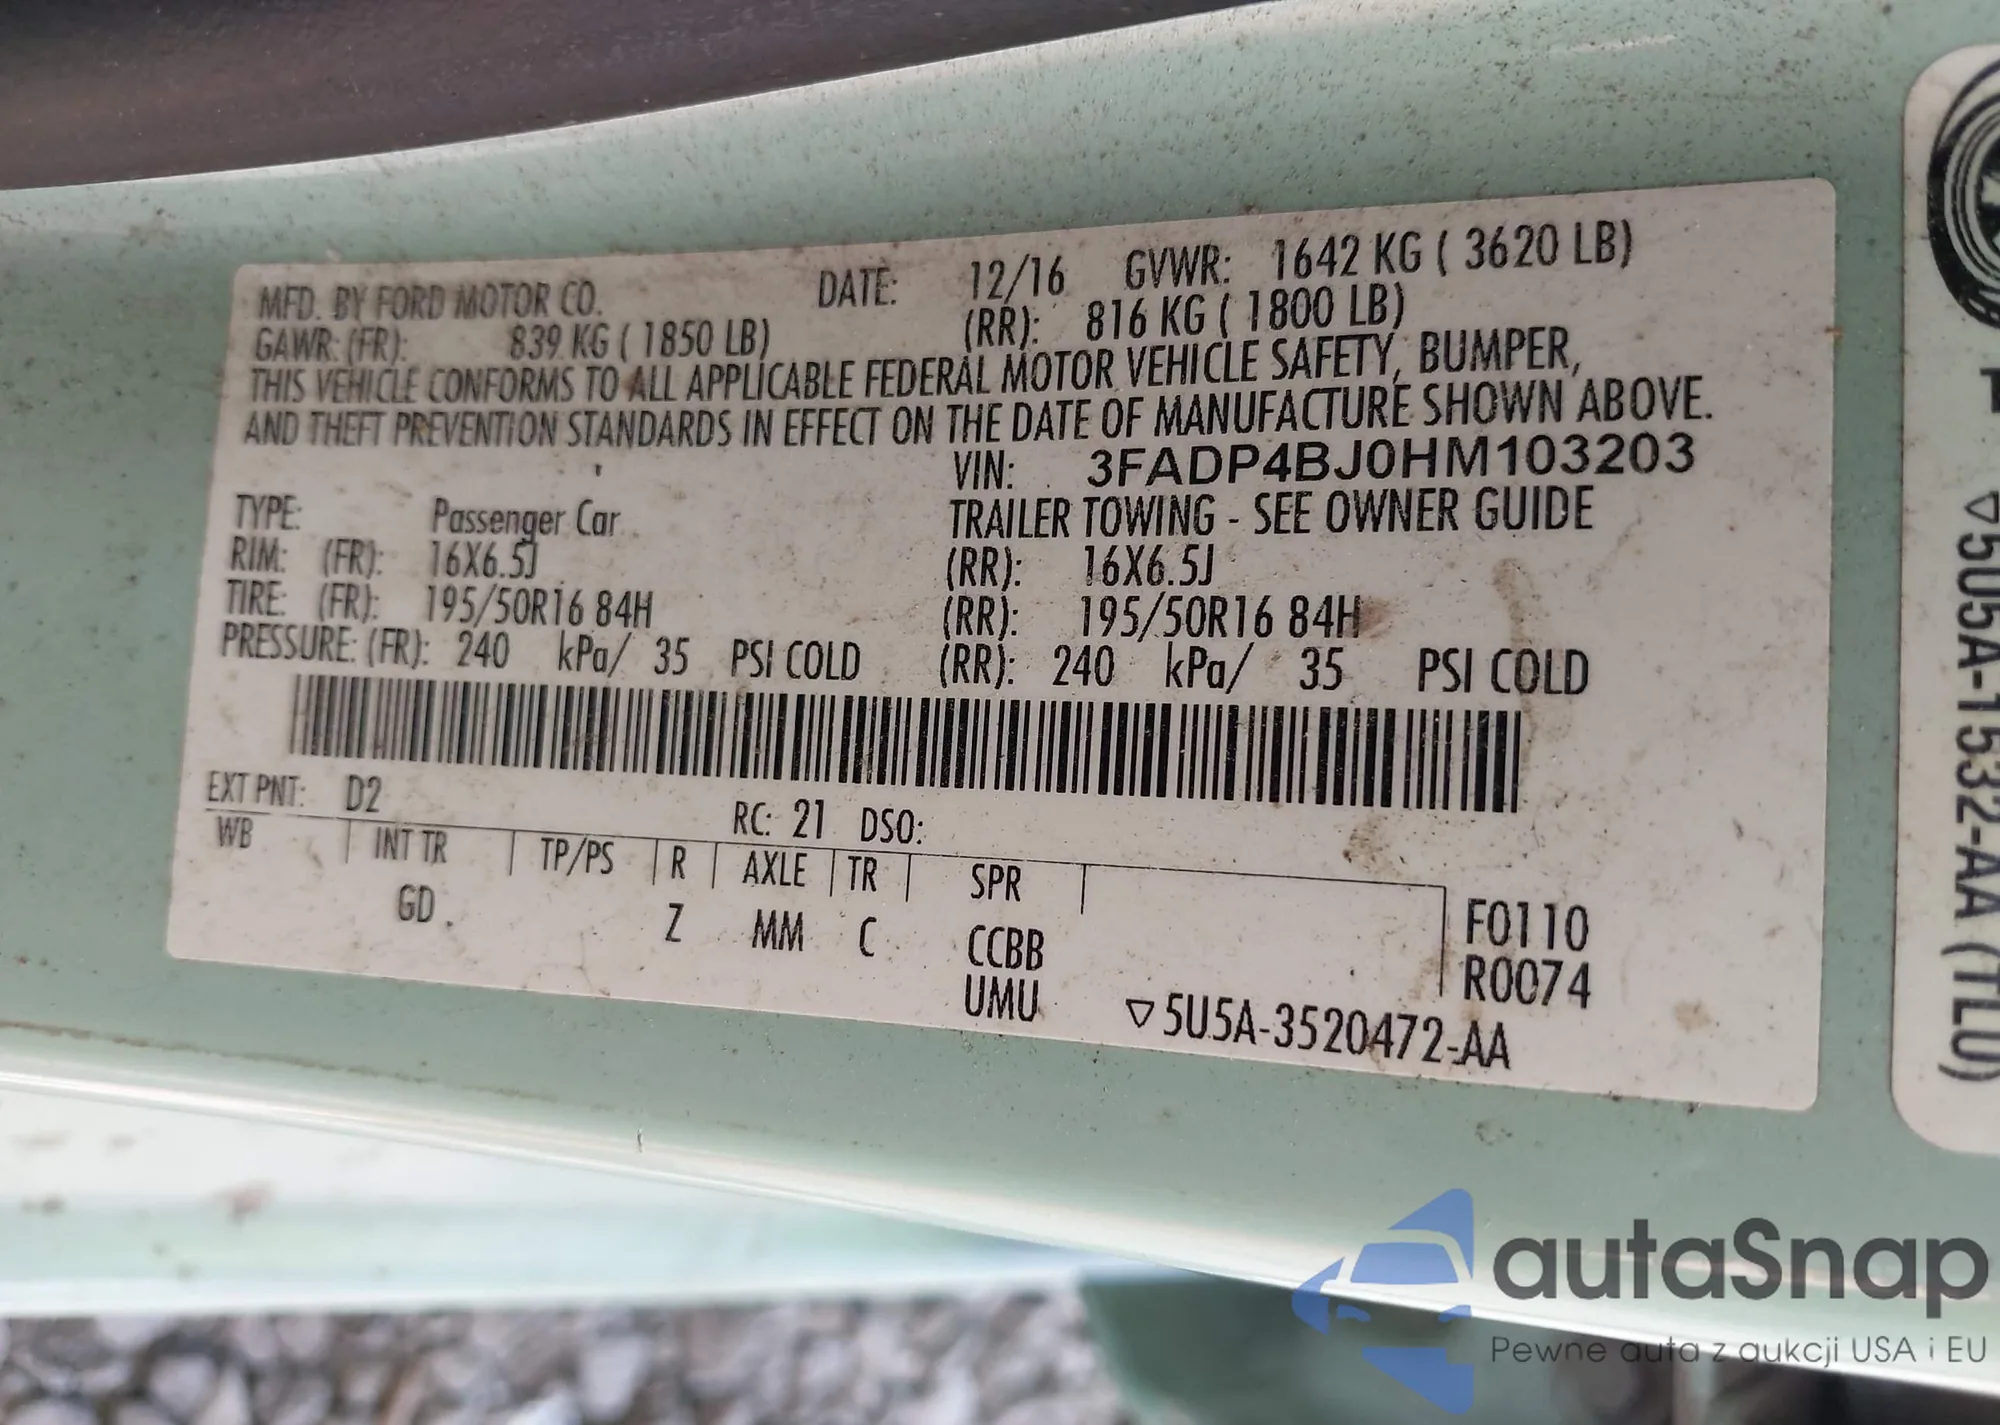 MFD. BY FORD MOTOR CO. DATE: 12/16 GVWR: 1642 KG ( 3620 LB)
GAWR: (FR): 839 KG ( 1850 LB) (RR): 816 KG ( 1800 LB)
THIS VEHICLE CONFORMS TO ALL APPLICABLE FEDERAL MOTOR VEHICLE SAFETY, BUMPER,
AND THEFT PREVENTION STANDARDS IN EFFECT ON THE DATE OF MANUFACTURE SHOWN ABOVE.
VIN: 3FADP4BJ0HM103203
TYPE: Passenger Car TRAILER TOWING - SEE OWNER GUIDE
RIM: (FR): 16X6.5J (RR): 16X6.5J
TIRE: (FR): 195/50R16 84H (RR): 195/50R16 84H
PRESSURE: (FR): 240 kPa/ 35 PSI COLD (RR): 240 kPa/ 35 PSI COLD
EXT PNT: D2 RC: 21 DSO:
WB INT TR TP/PS R AXLE TR SPR
GD. Z MM C CCBB F0110
UMU R0074
▽5U5A-3520472-AA
▽5U5A-1532-AA (TLU)
autaSnap
Pewne auta z aukcji USA i EU